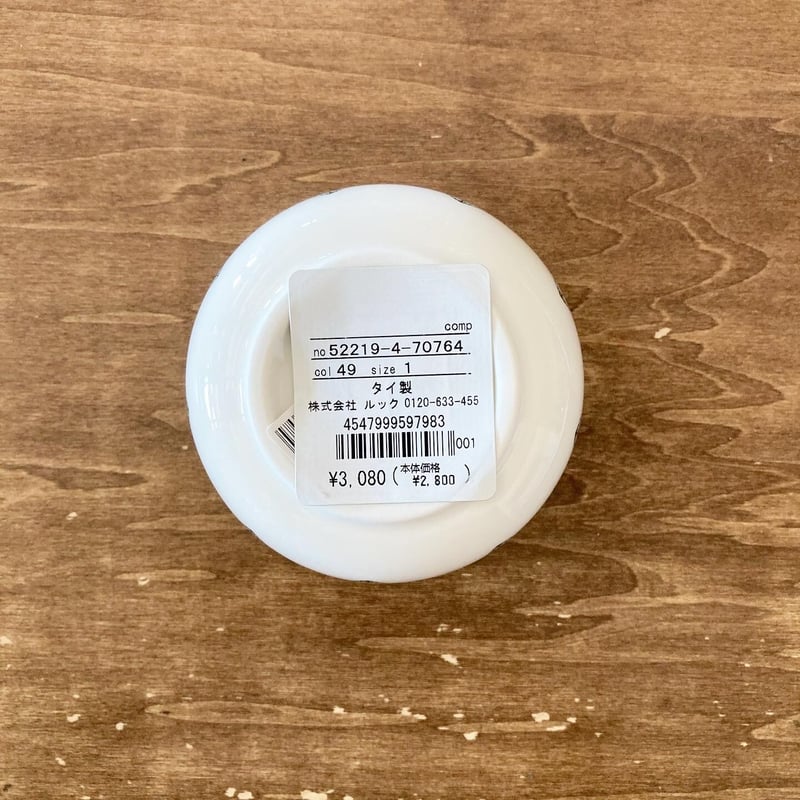 comp
no 52219-4-70764
col 49 size 1
タイ製
株式会社 ルック 0120-633-455
4547999597983
001
¥3,080 (本体価格 ¥2,800)